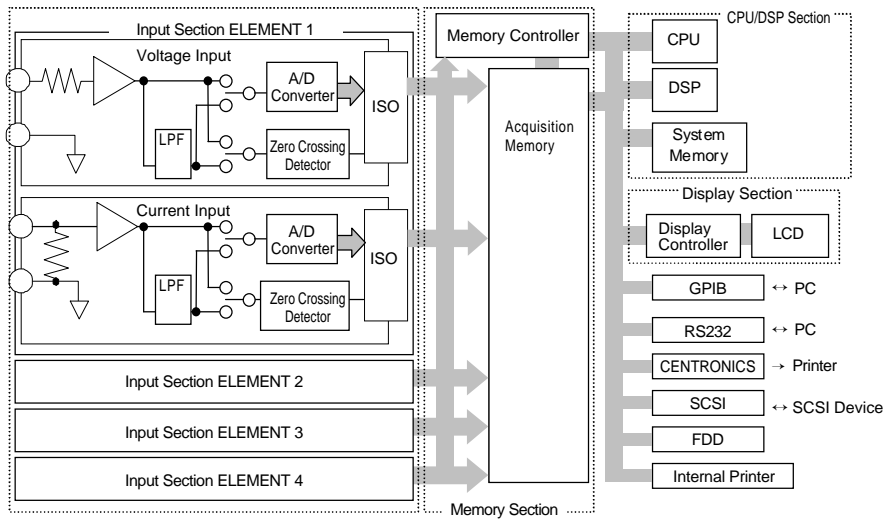 Input Section ELEMENT 1
Voltage Input
A/D
Converter
ISO
LPF
Zero Crossing
Detector
Current Input
A/D
Converter
ISO
LPF
Zero Crossing
Detector
Input Section ELEMENT 2
Input Section ELEMENT 3
Input Section ELEMENT 4
Memory Controller
Acquisition
Memory
Memory Section
CPU/DSP Section
CPU
DSP
System
Memory
Display Section
Display
Controller
LCD
GPIB ↔ PC
RS232 ↔ PC
CENTRONICS → Printer
SCSI ↔ SCSI Device
FDD
Internal Printer